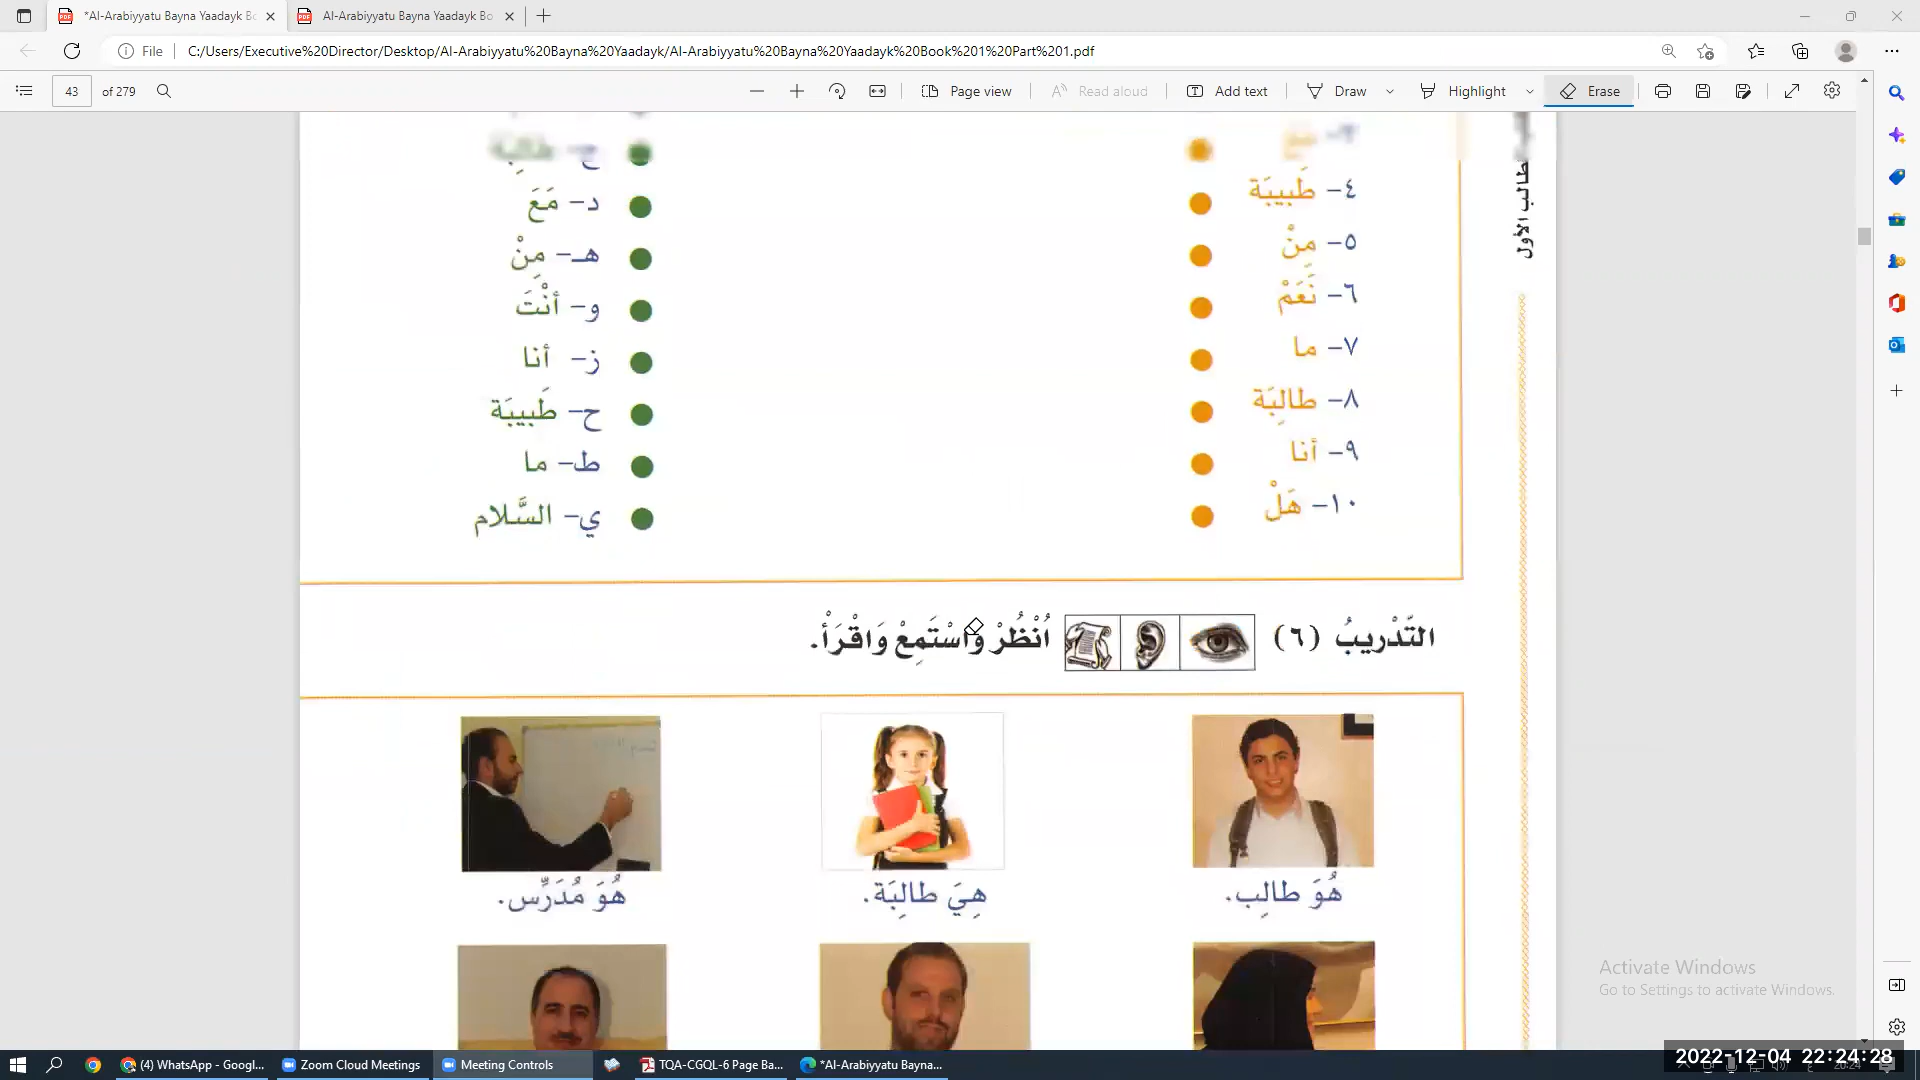 *Al-Arabiyyatu Bayna Yaadayk Bo
Al-Arabiyyatu Bayna Yaadayk Bo
File
C:/Users/Executive%20Director/Desktop/Al-Arabiyyatu%20Bayna%20Yaadayk/Al-Arabiyyatu%20Bayna%20Yaadayk%20Book%201%20Part%201.pdf
43 of 279
Page view
Read aloud
Add text
Draw
Highlight
Erase
الطالب الأول
٤- طَبيبَة
د- مَعَ
٥- مِنْ
هـ- مِنْ
٦- نَعَمْ
و- أنْتَ
٧- ما
ز- أنا
٨- طالِبَة
ح- طَبيبَة
٩- أنا
ط- ما
١٠- هَلْ
ي- السَّلام
التّدْريبُ (٦) اُنْظُرْ وَاسْتَمِعْ وَاقْرَأْ.
هُوَ طالِب.
هِيَ طالِبَة.
هُوَ مُدَرِّس.
Activate Windows
Go to Settings to activate Windows.
(4) WhatsApp - Googl...
Zoom Cloud Meetings
Meeting Controls
TQA-CGQL-6 Page Ba...
*Al-Arabiyyatu Bayna...
2022-12-04 22:24:28